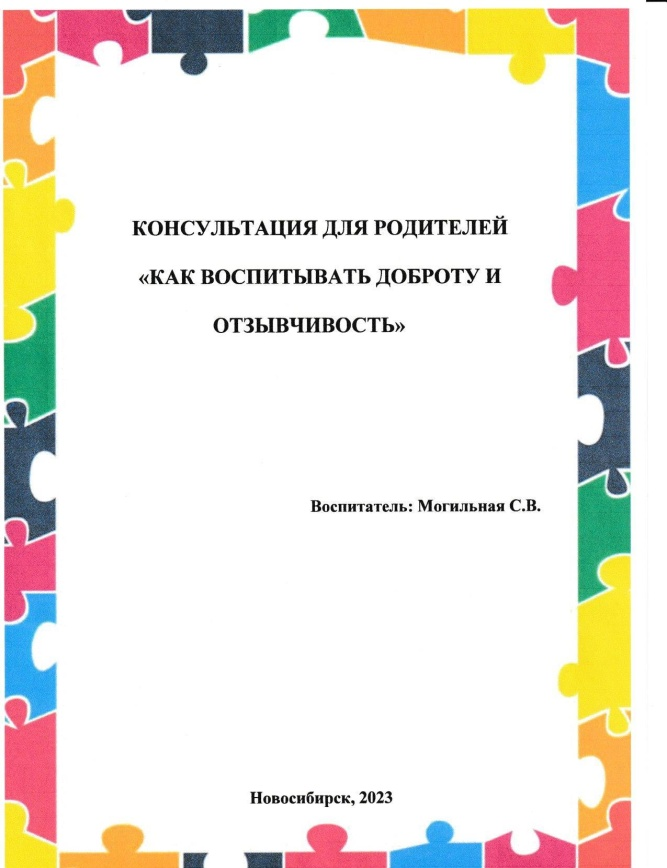 КОНСУЛЬТАЦИЯ ДЛЯ РОДИТЕЛЕЙ
«КАК ВОСПИТЫВАТЬ ДОБРОТУ И
ОТЗЫВЧИВОСТЬ»
Воспитатель: Могильная С.В.
Новосибирск, 2023